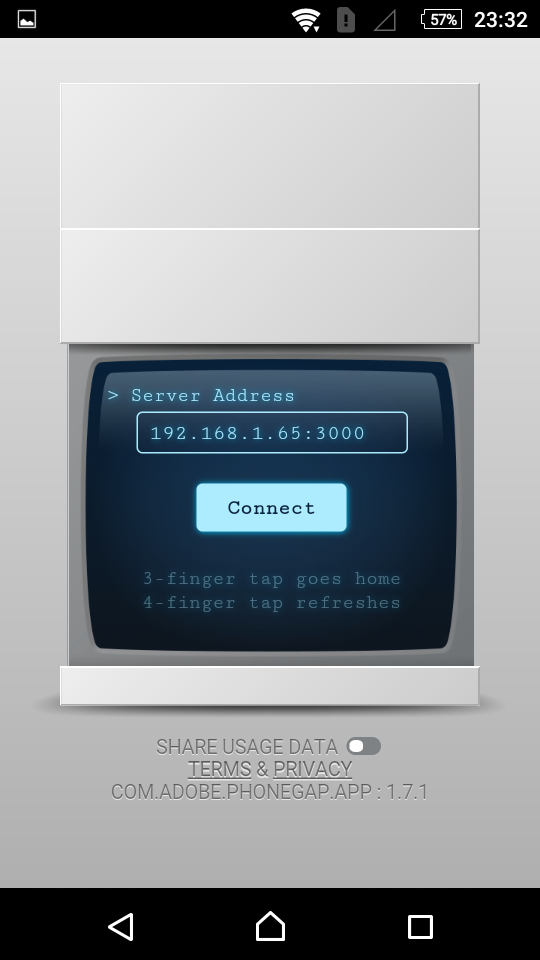 57% 23:32
> Server Address
192.168.1.65:3000
Connect
3-finger tap goes home
4-finger tap refreshes
SHARE USAGE DATA
TERMS & PRIVACY
COM.ADOBE.PHONEGAP.APP : 1.7.1